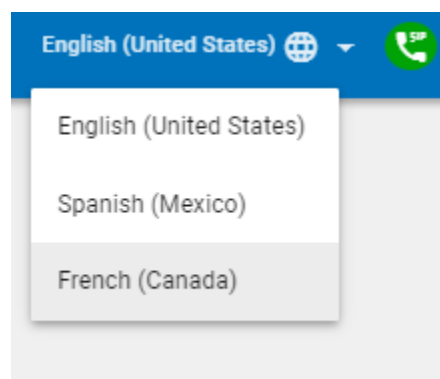 English (United States)
SIP
English (United States)
Spanish (Mexico)
French (Canada)